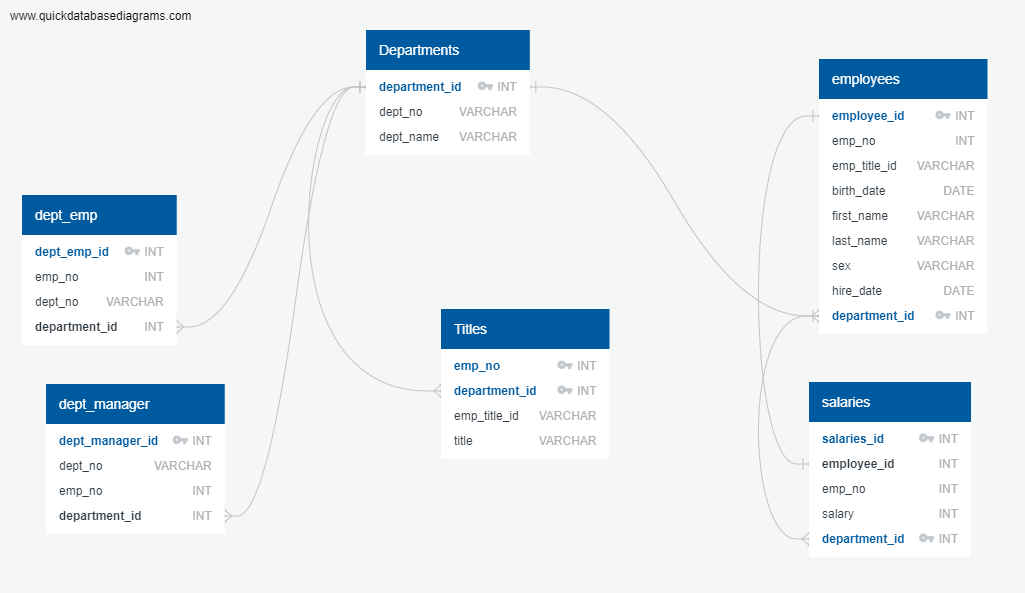 www.quickdatabasediagrams.com
Departments
department_id INT
dept_no VARCHAR
dept_name VARCHAR
employees
employee_id INT
emp_no INT
emp_title_id VARCHAR
birth_date DATE
first_name VARCHAR
last_name VARCHAR
sex VARCHAR
hire_date DATE
department_id INT
dept_emp
dept_emp_id INT
emp_no INT
dept_no VARCHAR
department_id INT
Titles
emp_no INT
department_id INT
emp_title_id VARCHAR
title VARCHAR
dept_manager
dept_manager_id INT
dept_no VARCHAR
emp_no INT
department_id INT
salaries
salaries_id INT
employee_id INT
emp_no INT
salary INT
department_id INT